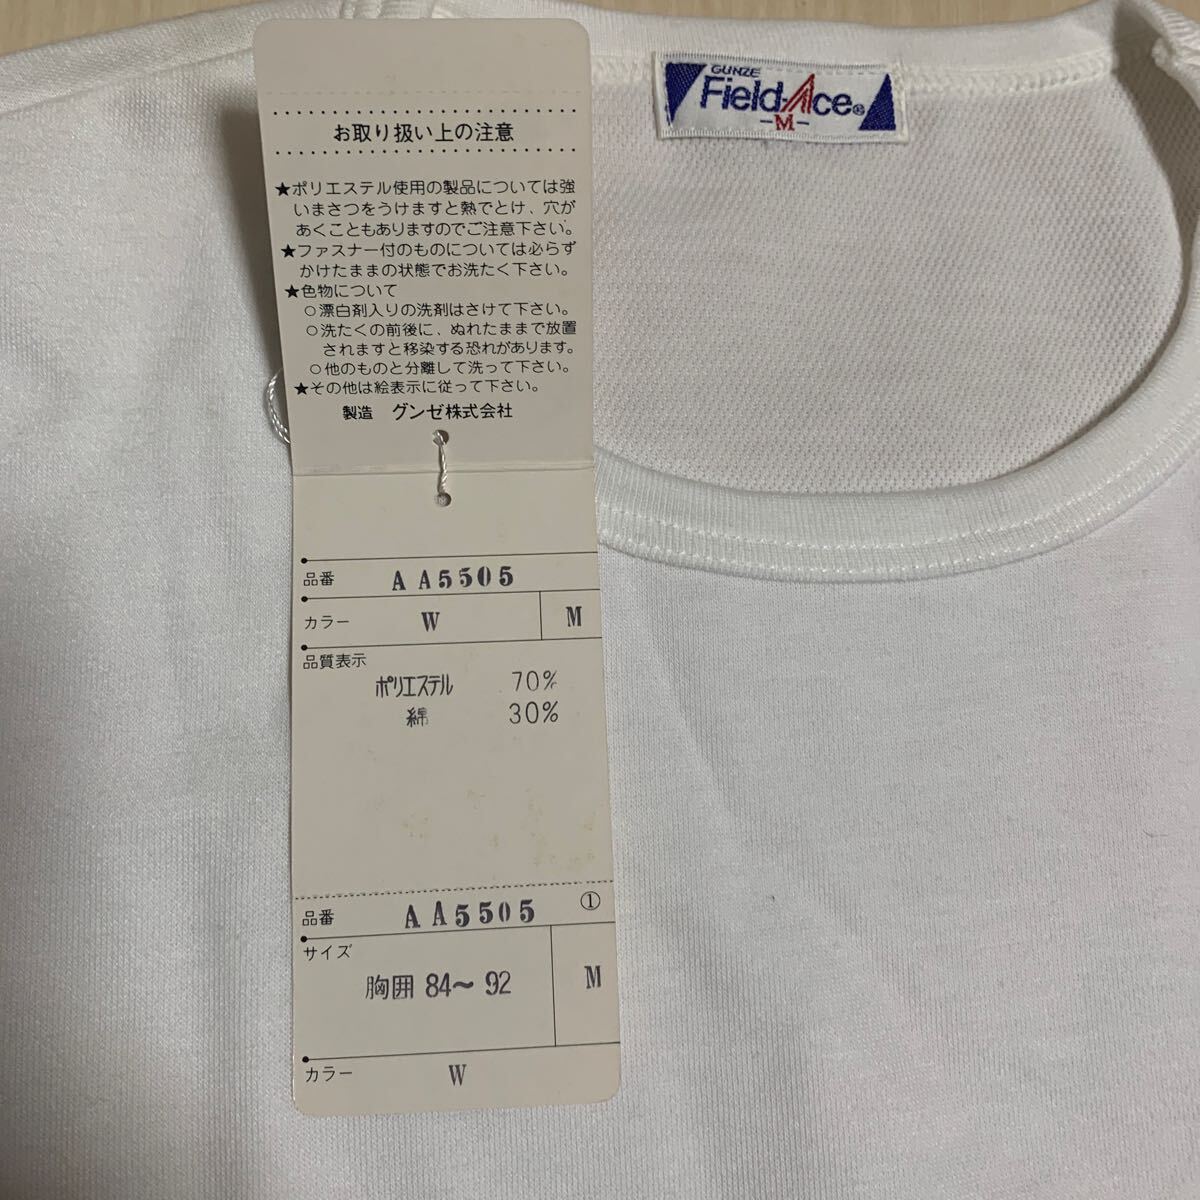 GUNZE
Field-Ace®
-M-
お取り扱い上の注意
★ポリエステル使用の製品については強
いまさつをうけますと熱でとけ、穴が
あくこともありますのでご注意下さい。
★ファスナー付のものについては必らず
かけたままの状態でお洗たく下さい。
★色物について
○漂白剤入りの洗剤はさけて下さい。
○洗たくの前後に、ぬれたままで放置
されますと移染する恐れがあります。
○他のものと分離して洗って下さい。
★その他は絵表示に従って下さい。
製造 グンゼ株式会社
品番 AA5505
カラー W M
品質表示
ポリエステル 70%
綿 30%
①
品番 AA5505
サイズ
胸囲 84〜92 M
カラー W